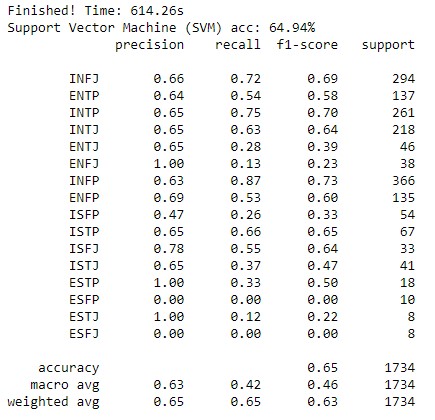 Finished! Time: 614.26s
Support Vector Machine (SVM) acc: 64.94%
precision recall f1-score support
INFJ 0.66 0.72 0.69 294
ENTP 0.64 0.54 0.58 137
INTP 0.65 0.75 0.70 261
INTJ 0.65 0.63 0.64 218
ENTJ 0.65 0.28 0.39 46
ENFJ 1.00 0.13 0.23 38
INFP 0.63 0.87 0.73 366
ENFP 0.69 0.53 0.60 135
ISFP 0.47 0.26 0.33 54
ISTP 0.65 0.66 0.65 67
ISFJ 0.78 0.55 0.64 33
ISTJ 0.65 0.37 0.47 41
ESTP 1.00 0.33 0.50 18
ESFP 0.00 0.00 0.00 10
ESTJ 1.00 0.12 0.22 8
ESFJ 0.00 0.00 0.00 8
accuracy 0.65 1734
macro avg 0.63 0.42 0.46 1734
weighted avg 0.65 0.65 0.63 1734